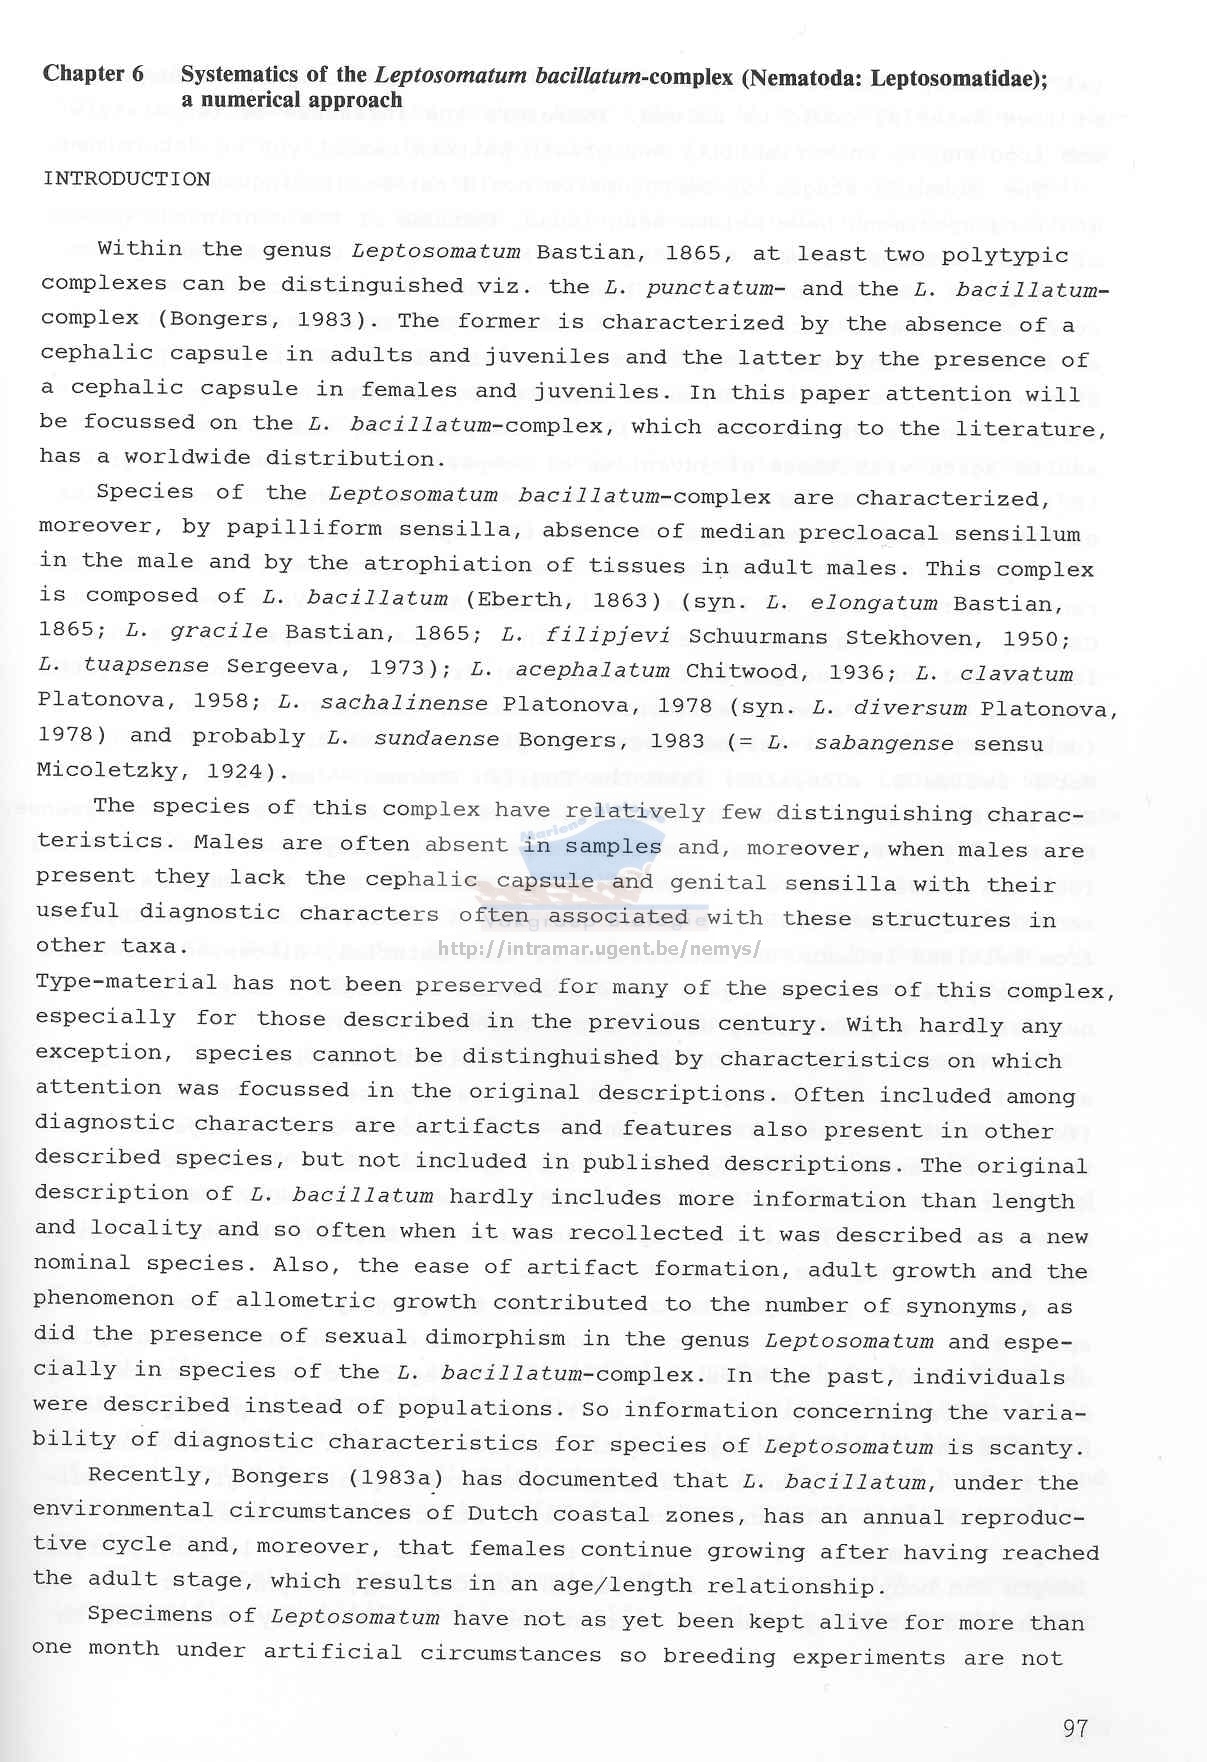 Chapter 6 Systematics of the Leptosomatum bacillatum-complex (Nematoda: Leptosomatidae);
a numerical approach
INTRODUCTION
Within the genus Leptosomatum Bastian, 1865, at least two polytypic
complexes can be distinguished viz. the L. punctatum- and the L. bacillatum-
complex (Bongers, 1983). The former is characterized by the absence of a
cephalic capsule in adults and juveniles and the latter by the presence of
a cephalic capsule in females and juveniles. In this paper attention will
be focussed on the L. bacillatum-complex, which according to the literature,
has a worldwide distribution.
Species of the Leptosomatum bacillatum-complex are characterized,
moreover, by papilliform sensilla, absence of median precloacal sensillum
in the male and by the atrophiation of tissues in adult males. This complex
is composed of L. bacillatum (Eberth, 1863) (syn. L. elongatum Bastian,
1865; L. gracile Bastian, 1865; L. filipjevi Schuurmans Stekhoven, 1950;
L. tuapsense Sergeeva, 1973); L. acephalatum Chitwood, 1936; L. clavatum
Platonova, 1958; L. sachalinense Platonova, 1978 (syn. L. diversum Platonova,
1978) and probably L. sundaense Bongers, 1983 (= L. sabangense sensu
Micoletzky, 1924).
The species of this complex have relatively few distinguishing charac-
teristics. Males are often absent in samples and, moreover, when males are
present they lack the cephalic capsule and genital sensilla with their
useful diagnostic characters often associated with these structures in
other taxa.
http://intramar.ugent.be/nemys/
Type-material has not been preserved for many of the species of this complex,
especially for those described in the previous century. With hardly any
exception, species cannot be distinghuished by characteristics on which
attention was focussed in the original descriptions. Often included among
diagnostic characters are artifacts and features also present in other
described species, but not included in published descriptions. The original
description of L. bacillatum hardly includes more information than length
and locality and so often when it was recollected it was described as a new
nominal species. Also, the ease of artifact formation, adult growth and the
phenomenon of allometric growth contributed to the number of synonyms, as
did the presence of sexual dimorphism in the genus Leptosomatum and espe-
cially in species of the L. bacillatum-complex. In the past, individuals
were described instead of populations. So information concerning the varia-
bility of diagnostic characteristics for species of Leptosomatum is scanty.
Recently, Bongers (1983a) has documented that L. bacillatum, under the
environmental circumstances of Dutch coastal zones, has an annual reproduc-
tive cycle and, moreover, that females continue growing after having reached
the adult stage, which results in an age/length relationship.
Specimens of Leptosomatum have not as yet been kept alive for more than
one month under artificial circumstances so breeding experiments are not
97